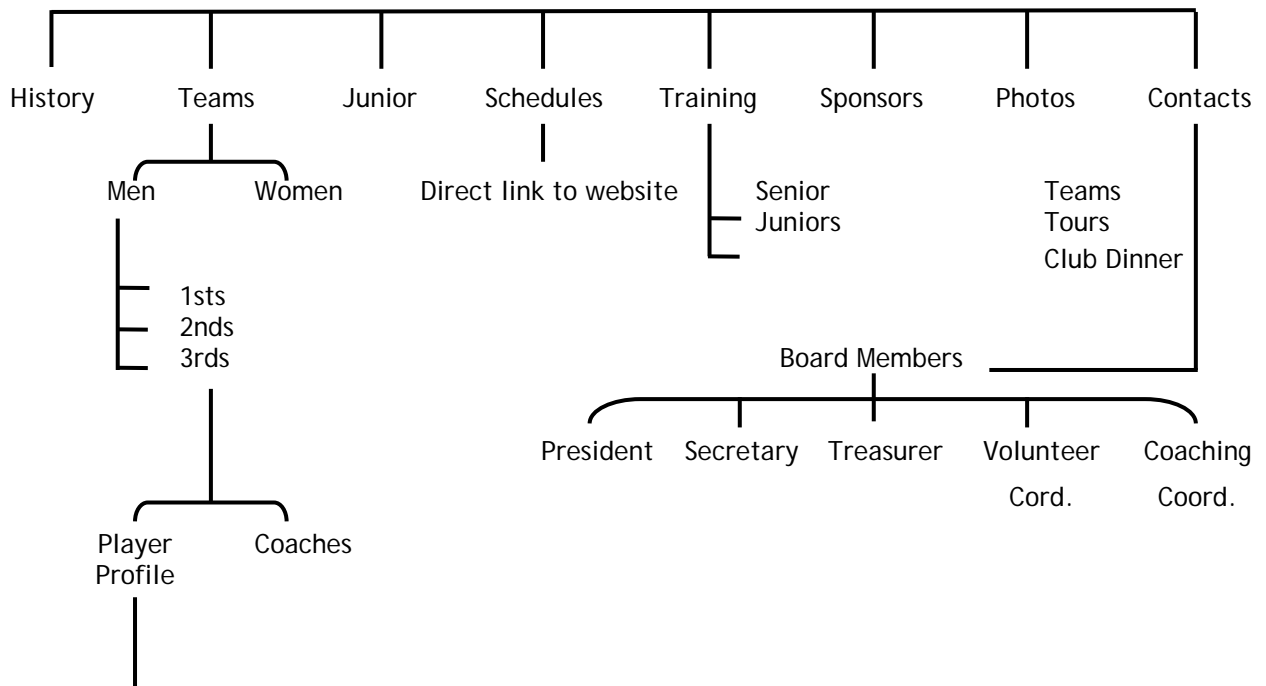 History Teams Junior Schedules Training Sponsors Photos Contacts
Men Women Direct link to website Senior Teams
Juniors Tours
Club Dinner
1sts
2nds
3rds
Board Members
President Secretary Treasurer Volunteer Coaching
Cord. Coord.
Player Coaches
Profile